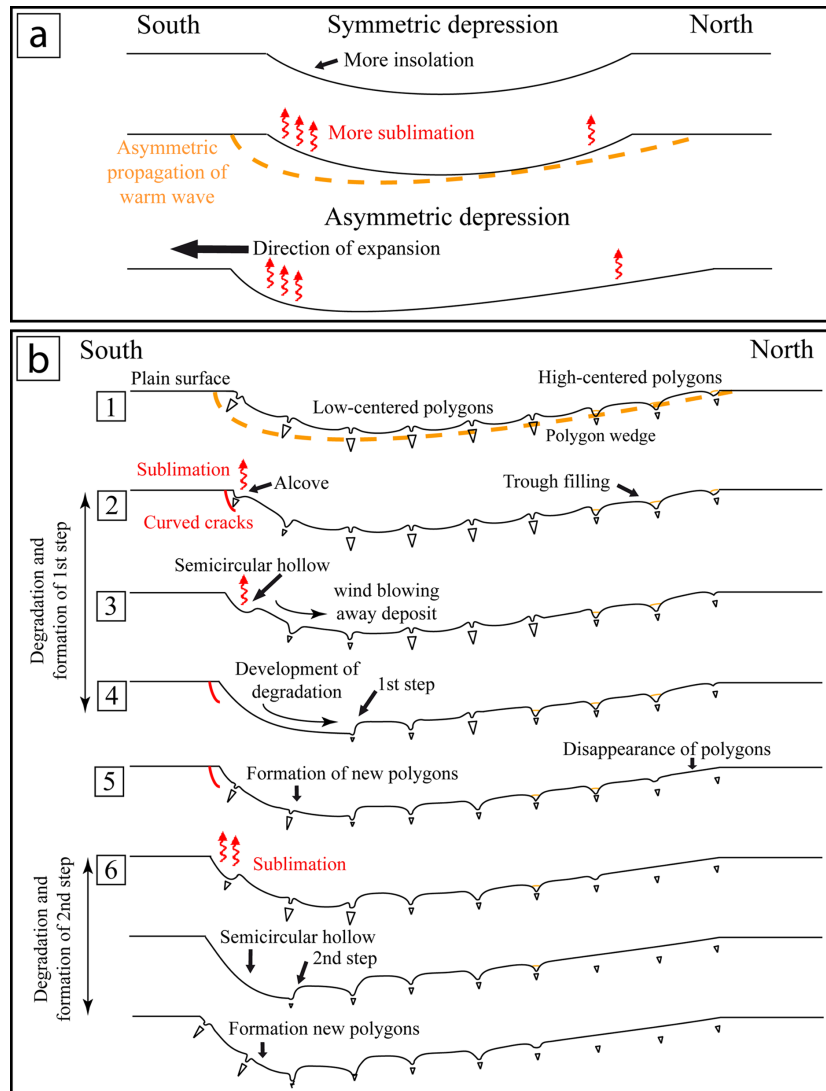 a
South
Symmetric depression
North
More insolation
More sublimation
Asymmetric
propagation of
warm wave
Asymmetric depression
Direction of expansion
b
South
North
Plain surface
High-centered polygons
1
Low-centered polygons
Polygon wedge
Sublimation
Alcove
Trough filling
2
Curved cracks
Degradation and
formation of 1st step
Semicircular hollow
3
wind blowing
away deposit
Development of
degradation
1st step
4
Disappearance of polygons
5
Formation of new polygons
6
Sublimation
Degradation and
formation of 2nd step
Semicircular hollow
2nd step
Formation new polygons